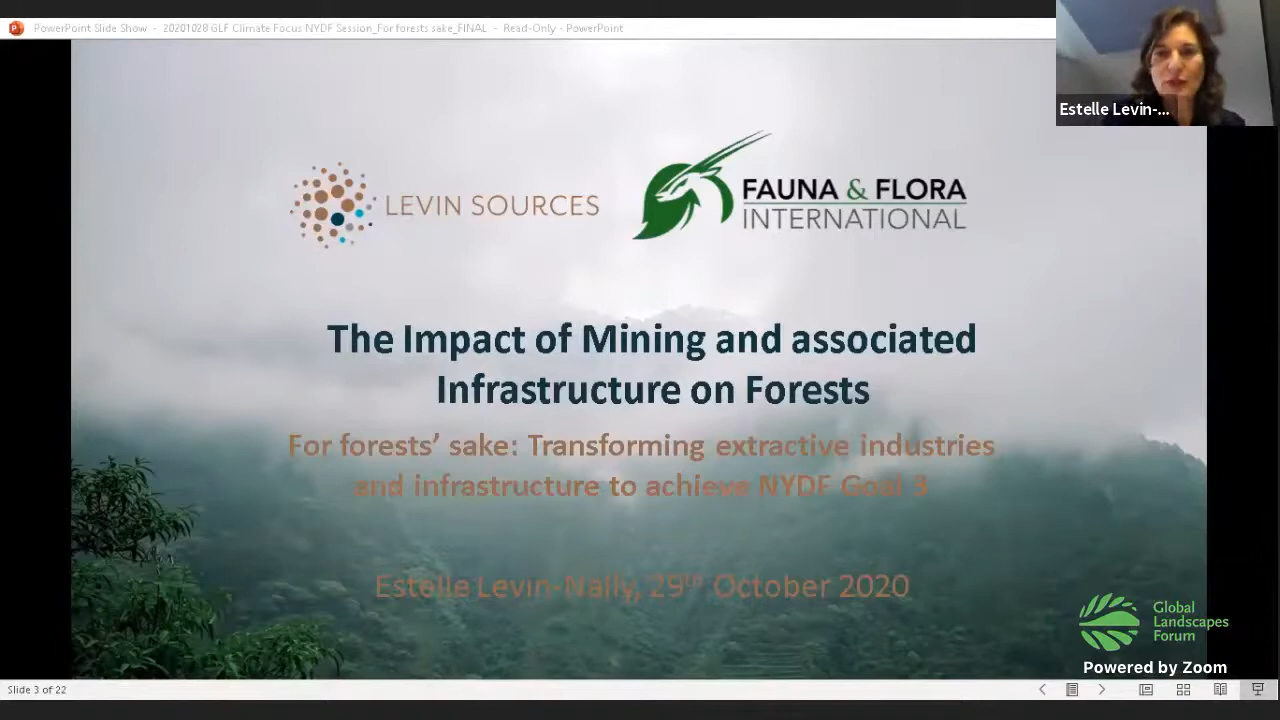 PowerPoint Slide Show - 20201028 GLF Climate Focus NYDF Session_For forests sake_FINAL - Read-Only - PowerPoint
Estelle Levin-...
LEVIN SOURCES
FAUNA & FLORA
INTERNATIONAL
The Impact of Mining and associated
Infrastructure on Forests
For forests' sake: Transforming extractive industries
and infrastructure to achieve NYDF Goal 3
Estelle Levin-Nally, 29th October 2020
Global
Landscapes
Forum
Powered by Zoom
Slide 3 of 22